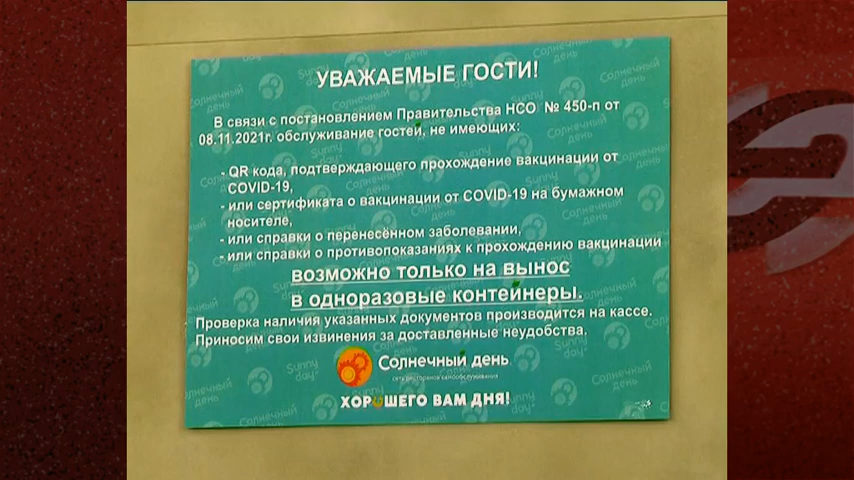 УВАЖАЕМЫЕ ГОСТИ!
В связи с постановлением Правительства НСО № 450-п от
08.11.2021г. обслуживание гостей, не имеющих:
- QR кода, подтверждающего прохождение вакцинации от
COVID-19,
- или сертификата о вакцинации от COVID-19 на бумажном
носителе,
- или справки о перенесённом заболевании,
- или справки о противопоказаниях к прохождению вакцинации
возможно только на вынос
в одноразовые контейнеры.
Проверка наличия указанных документов производится на кассе.
Приносим свои извинения за доставленные неудобства.
Солнечный день
сеть ресторанов самообслуживания
ХОРОШЕГО ВАМ ДНЯ!